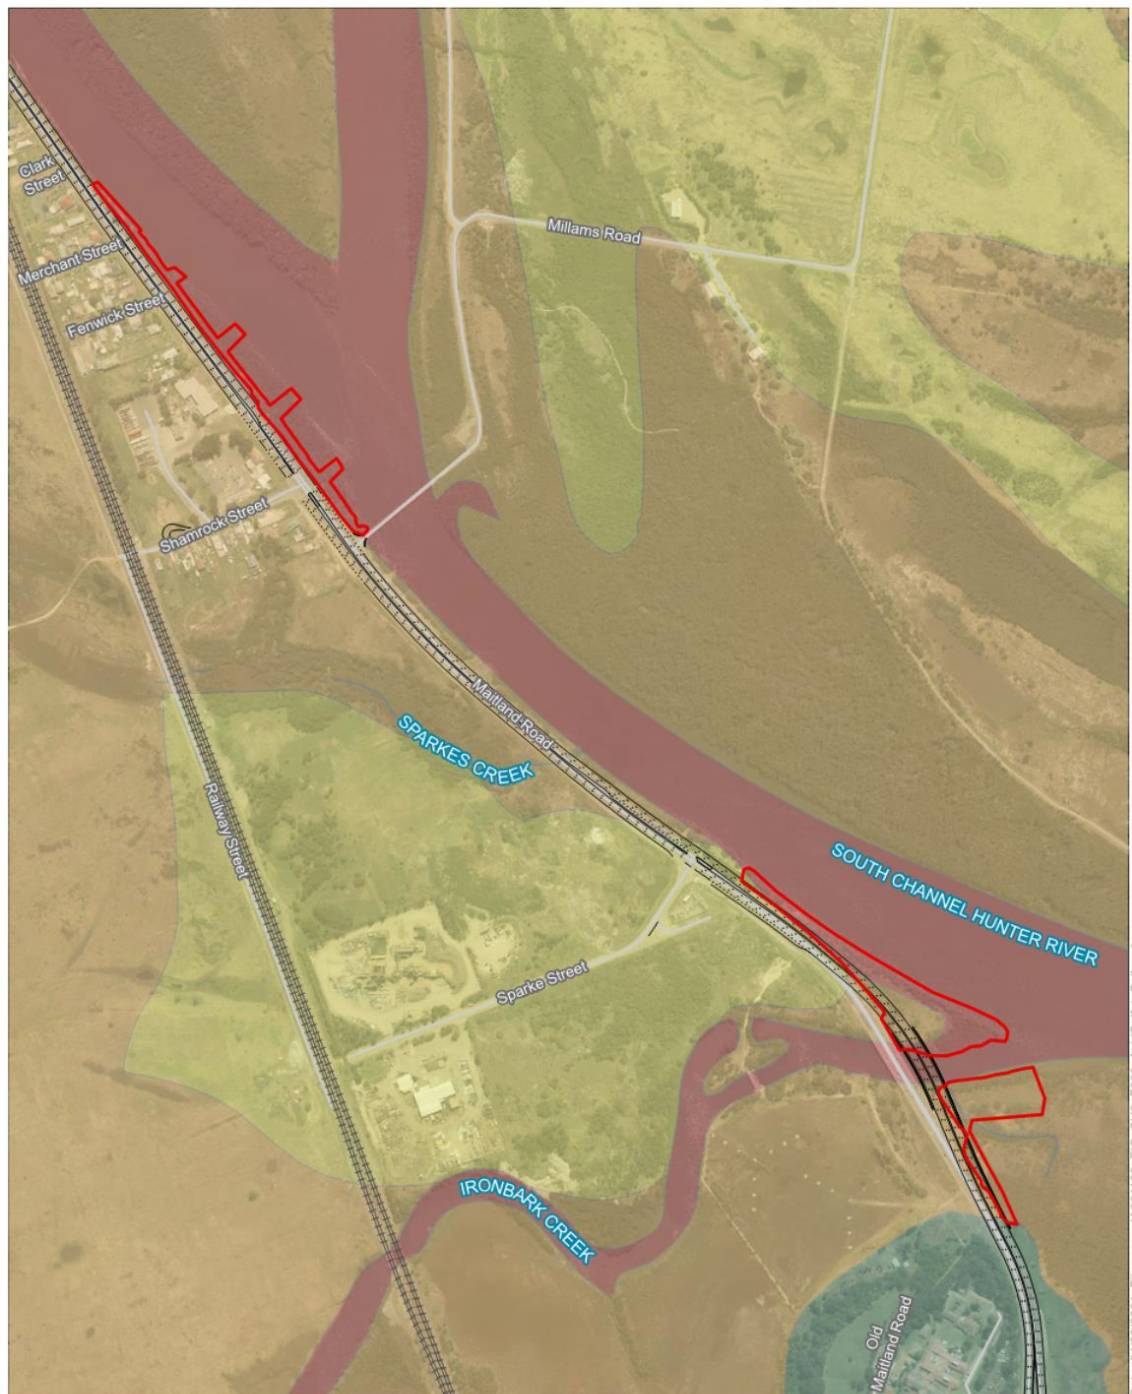 Clark
Street
Merchant Street
Fenwick Street
Millams Road
Shamrock Street
Maitland Road
SPARKES CREEK
Railway Street
SOUTH CHANNEL HUNTER RIVER
Sparke Street
IRONBARK CREEK
Old
Maitland Road